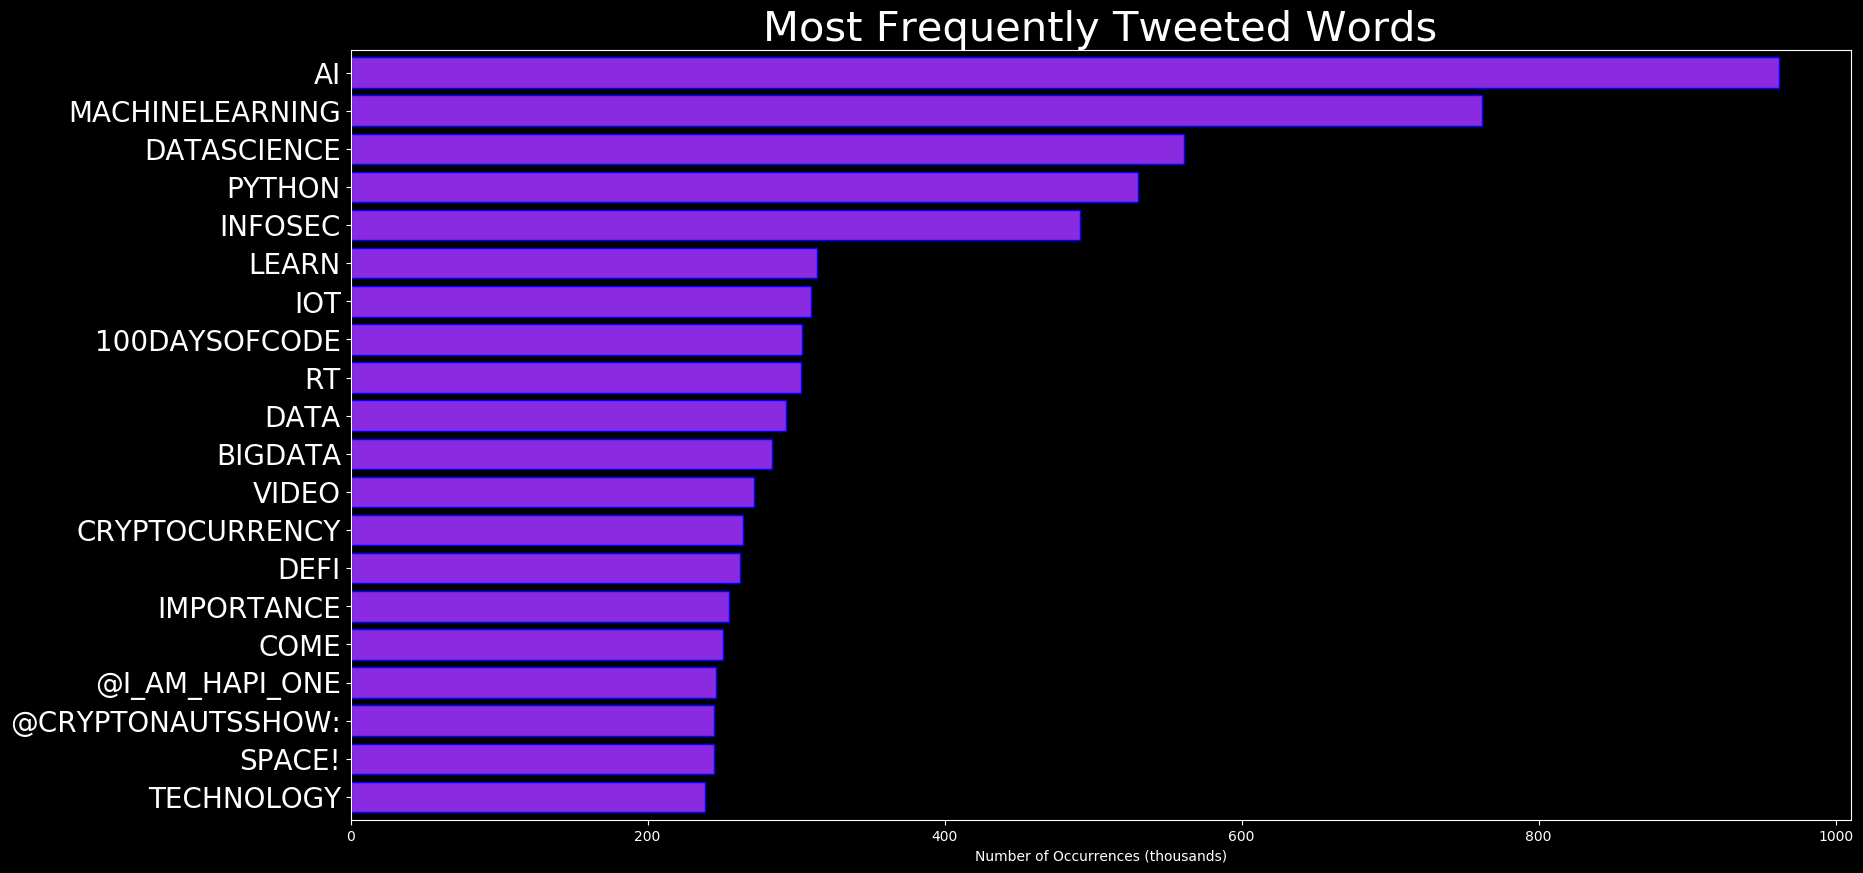 Most Frequently Tweeted Words
AI
MACHINELEARNING
DATASCIENCE
PYTHON
INFOSEC
LEARN
IOT
100DAYSOFCODE
RT
DATA
BIGDATA
VIDEO
CRYPTOCURRENCY
DEFI
IMPORTANCE
COME
@I_AM_HAPI_ONE
@CRYPTONAUTSSHOW:
SPACE!
TECHNOLOGY
0 200 400 600 800 1000
Number of Occurrences (thousands)